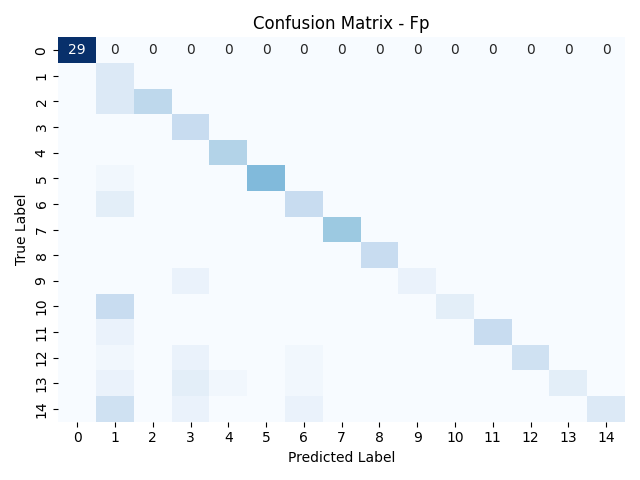 Confusion Matrix - Fp
0 29 0 0 0 0 0 0 0 0 0 0 0 0 0 0
1
2
3
4
5
6
7
8
9
10
11
12
13
14
True Label
0 1 2 3 4 5 6 7 8 9 10 11 12 13 14
Predicted Label